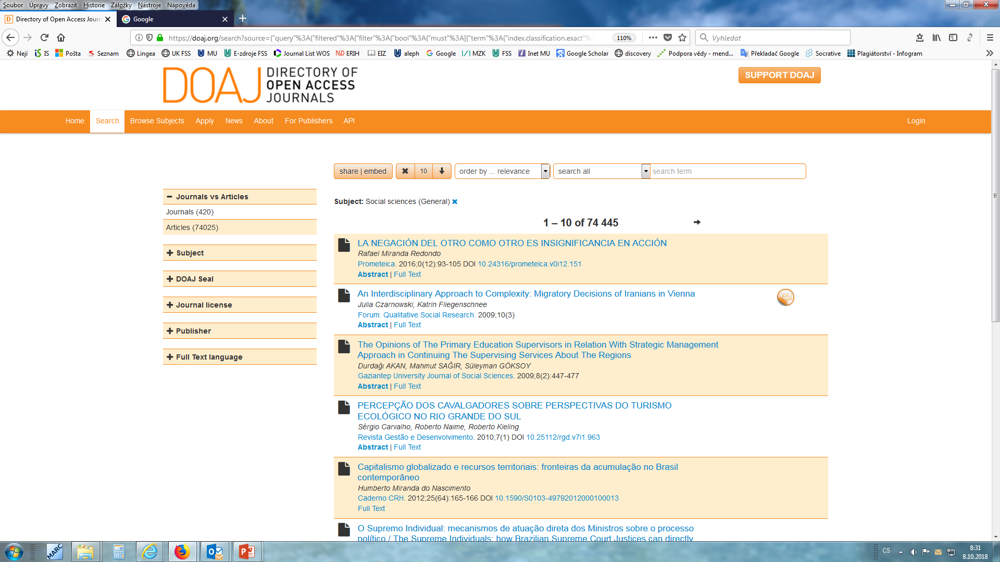 Soubor Úpravy Zobrazit Historie Záložky Nástroje Nápověda
Directory of Open Access Journ
Google
https://doaj.org/search?source={"query"%3A{"filtered"%3A{"filter"%3A{"bool"%3A{"must"%3A[{"term"%3A{"index.classification.exact"%
110%
Vyhledat
Nejí IS Pošta Seznam Lingea UK FSS MU E-zdroje FSS Journal List WOS ERIH EIZ aleph Google MZK FSS Inet MU Google Scholar discovery Podpora vědy - mend... Překladač Google Socrative Plagiátorství - Infogram
DOAJ DIRECTORY OF
OPEN ACCESS
JOURNALS
SUPPORT DOAJ
Home Search Browse Subjects Apply News About For Publishers API Login
share | embed 10 order by ... relevance search all search term
Journals vs Articles
Journals (420)
Articles (74025)
Subject
DOAJ Seal
Journal license
Publisher
Full Text language
Subject: Social sciences (General)
1 – 10 of 74 445
LA NEGACIÓN DEL OTRO COMO OTRO ES INSIGNIFICANCIA EN ACCIÓN
Rafael Miranda Redondo
Prometeica. 2016;0(12):93-105 DOI 10.24316/prometeica.v0i12.151
Abstract | Full Text
An Interdisciplinary Approach to Complexity: Migratory Decisions of Iranians in Vienna
Julia Czarnowski, Katrin Fliegenschnee
Forum: Qualitative Social Research. 2009;10(3)
Abstract | Full Text
The Opinions of The Primary Education Supervisors in Relation With Strategic Management
Approach in Continuing The Supervising Services About The Regions
Durdağı AKAN, Mahmut SAĞIR, Süleyman GÖKSOY
Gaziantep University Journal of Social Sciences. 2009;8(2):447-477
Abstract | Full Text
PERCEPÇÃO DOS CAVALGADORES SOBRE PERSPECTIVAS DO TURISMO
ECOLÓGICO NO RIO GRANDE DO SUL
Sérgio Carvalho, Roberto Naime, Roberto Kieling
Revista Gestão e Desenvolvimento. 2010;7(1) DOI 10.25112/rgd.v7i1.963
Abstract | Full Text
Capitalismo globalizado e recursos territoriais: fronteiras da acumulação no Brasil
contemporâneo
Humberto Miranda do Nascimento
Caderno CRH. 2012;25(64):165-166 DOI 10.1590/S0103-49792012000100013
Full Text
O Supremo Individual: mecanismos de atuação direta dos Ministros sobre o processo
político / The Supreme Individuals: how Brazilian Supreme Court Justices can directly
MARC
CS
8:31
8.10.2018